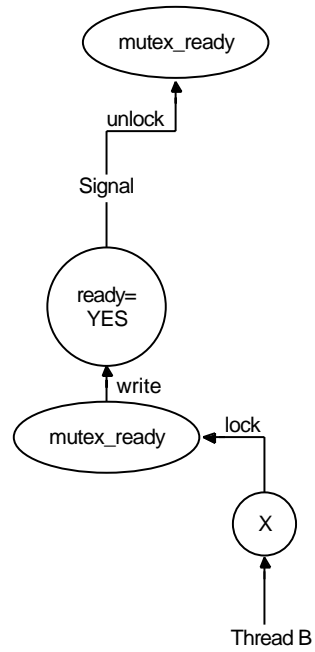 mutex_ready
unlock
Signal
ready=
YES
write
mutex_ready
lock
X
Thread B